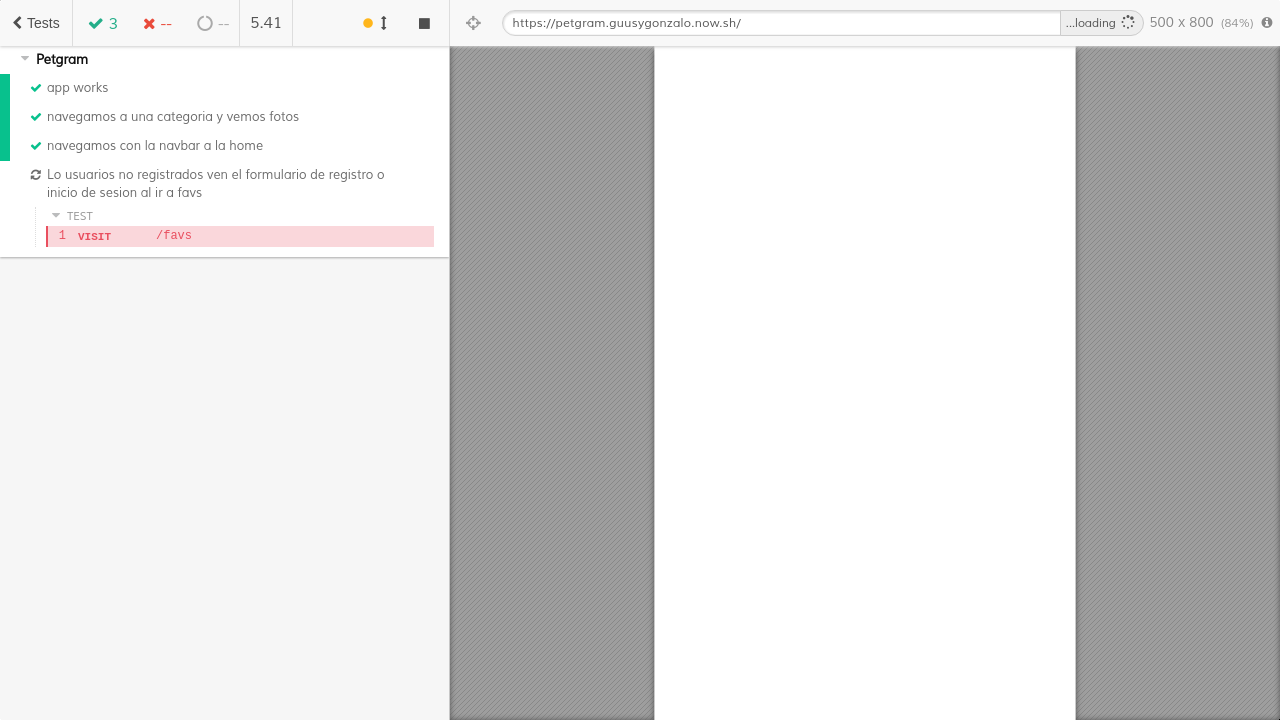 Tests
3
--
--
5.41
https://petgram.guusygonzalo.now.sh/
...loading
500 x 800 (84%)
Petgram
app works
navegamos a una categoria y vemos fotos
navegamos con la navbar a la home
Lo usuarios no registrados ven el formulario de registro o
inicio de sesion al ir a favs
TEST
1 VISIT /favs